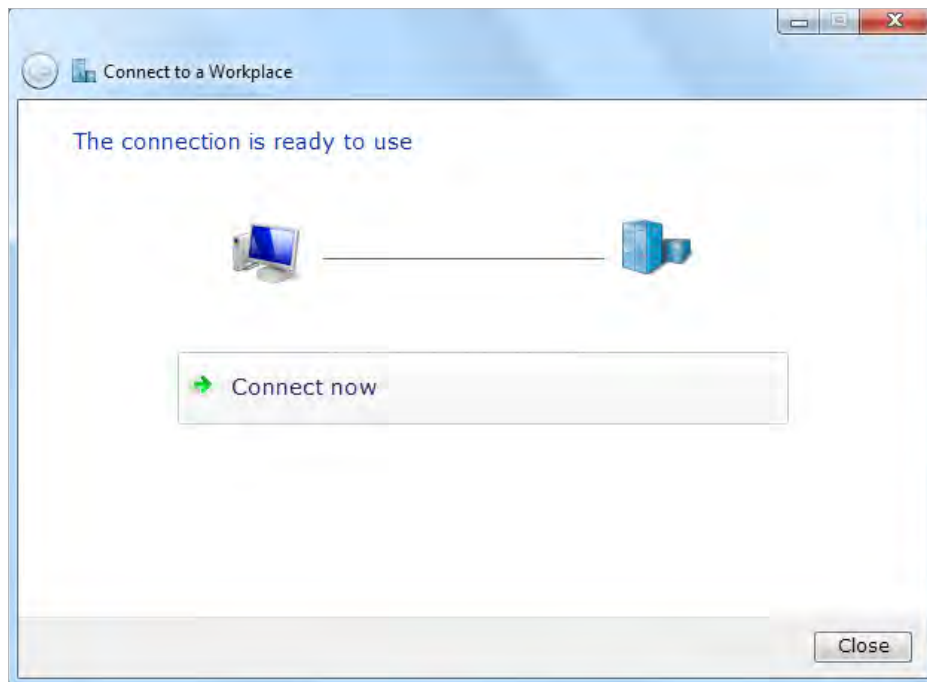 Connect to a Workplace
The connection is ready to use
Connect now
Close